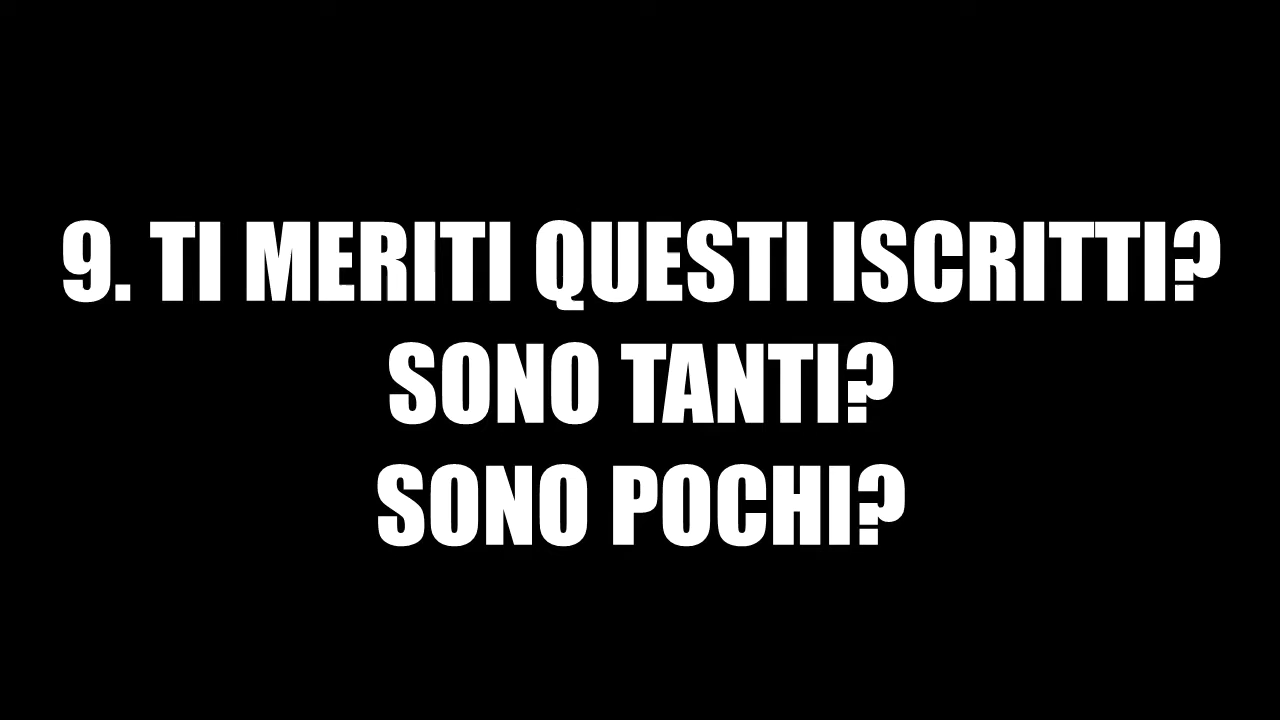 9. TI MERITI QUESTI ISCRITTI?
SONO TANTI?
SONO POCHI?